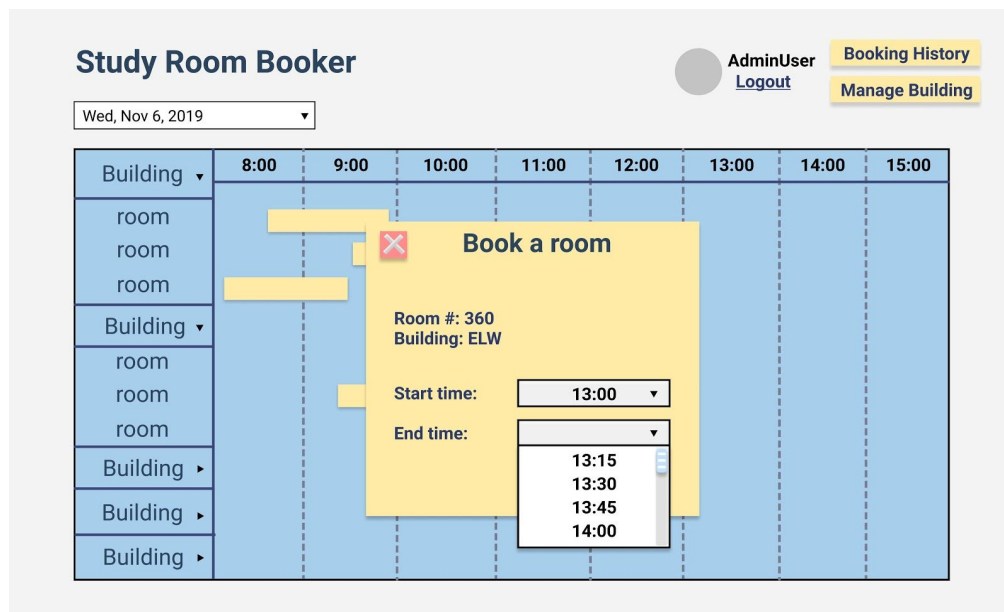 Study Room Booker
AdminUser
Logout
Booking History
Manage Building
Wed, Nov 6, 2019
Building
8:00 9:00 10:00 11:00 12:00 13:00 14:00 15:00
room
room
room
Building
room
room
room
Building
Building
Building
Book a room
Room #: 360
Building: ELW
Start time: 13:00
End time:
13:15
13:30
13:45
14:00